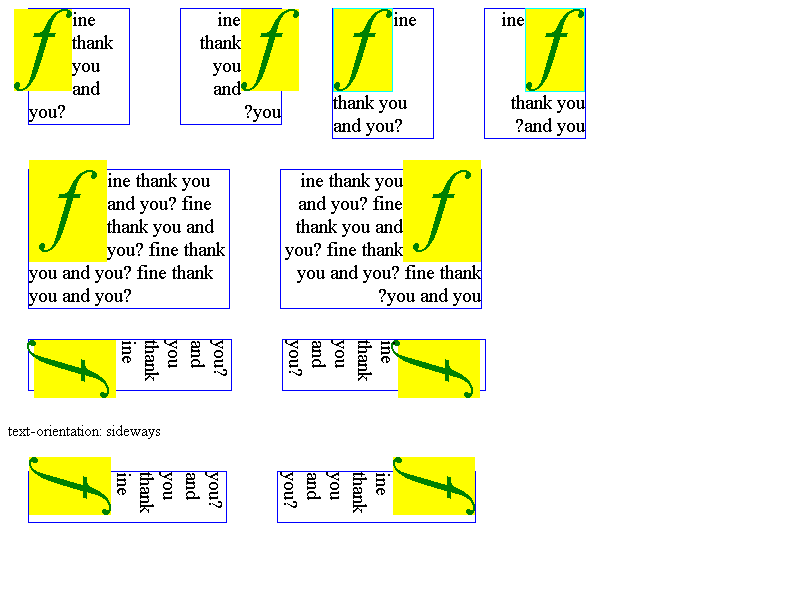 f ine
thank
you
and
you?
f ine
thank
you
and
?you
f ine
thank you
and you?
f ine
thank you
?and you
f ine thank you
and you? fine
thank you and
you? fine thank
you and you? fine thank
you and you?
f ine thank you
and you? fine
thank you and
you? fine thank
you and you? fine thank
?you and you
f
ine
thank
you
and
you?
f
ine
thank
you
and
you?
text-orientation: sideways
f
ine
thank
you
and
you?
f
ine
thank
you
and
you?